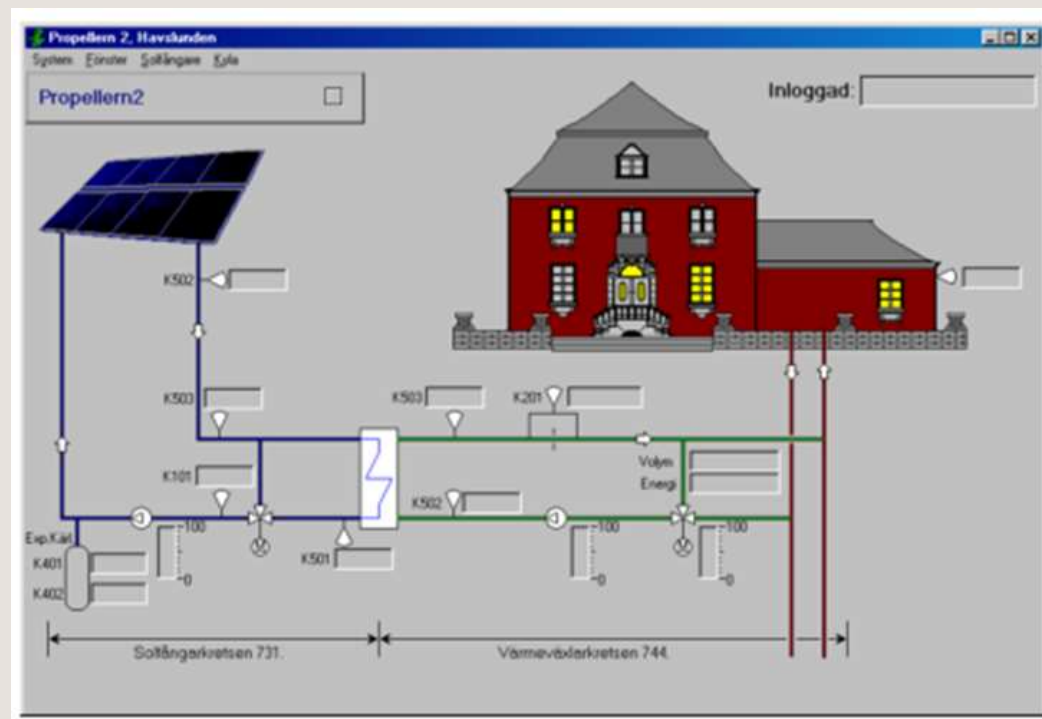 Propellern 2, Havslunden
System Fönster Solfångare Kola
Propellern2
Inloggad:
K502
K503
K503
K201
K101
Volym
Energi
K502
Exp.Kärl
100
100
100
K401
K501
K402
0
0
0
Solfångarkretsen 731.
Värmeväxlarkretsen 744.